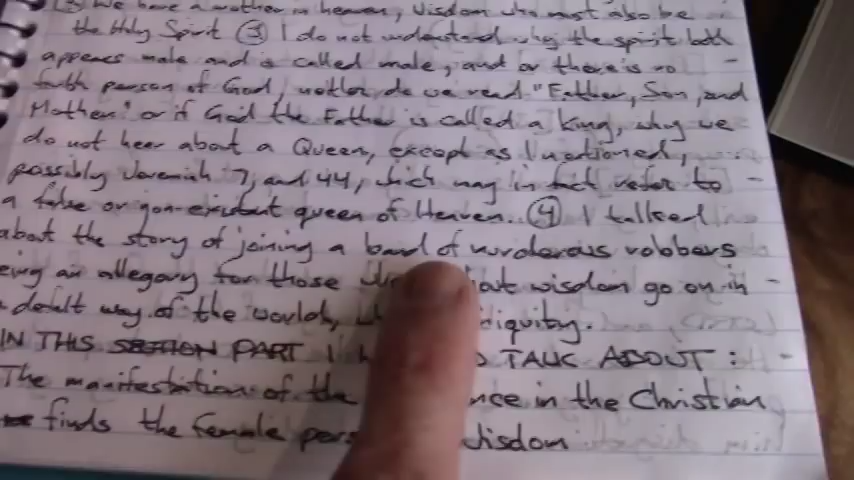 we have a mother in heaven, wisdom who must also be
the Holy Spirit ③ I do not understand why the spirit both
appears male and is called male, and or there is no
person of God, do we read "Father, Son, and
Mother" or if God the Father is called a King, why we
do not hear about a Queen, except as I mentioned,
possibly Jeremiah 7, and 44, which may in fact refer to
a false or non-existent queen of Heaven. ④ I talked
about the story of joining a band of murderous robbers
being an allegory for those wisdom go on in
default way of the world, iniquity.
IN THIS SECTION PART I TALK ABOUT :
The manifestation of the in the Christian
finds the female Wisdom